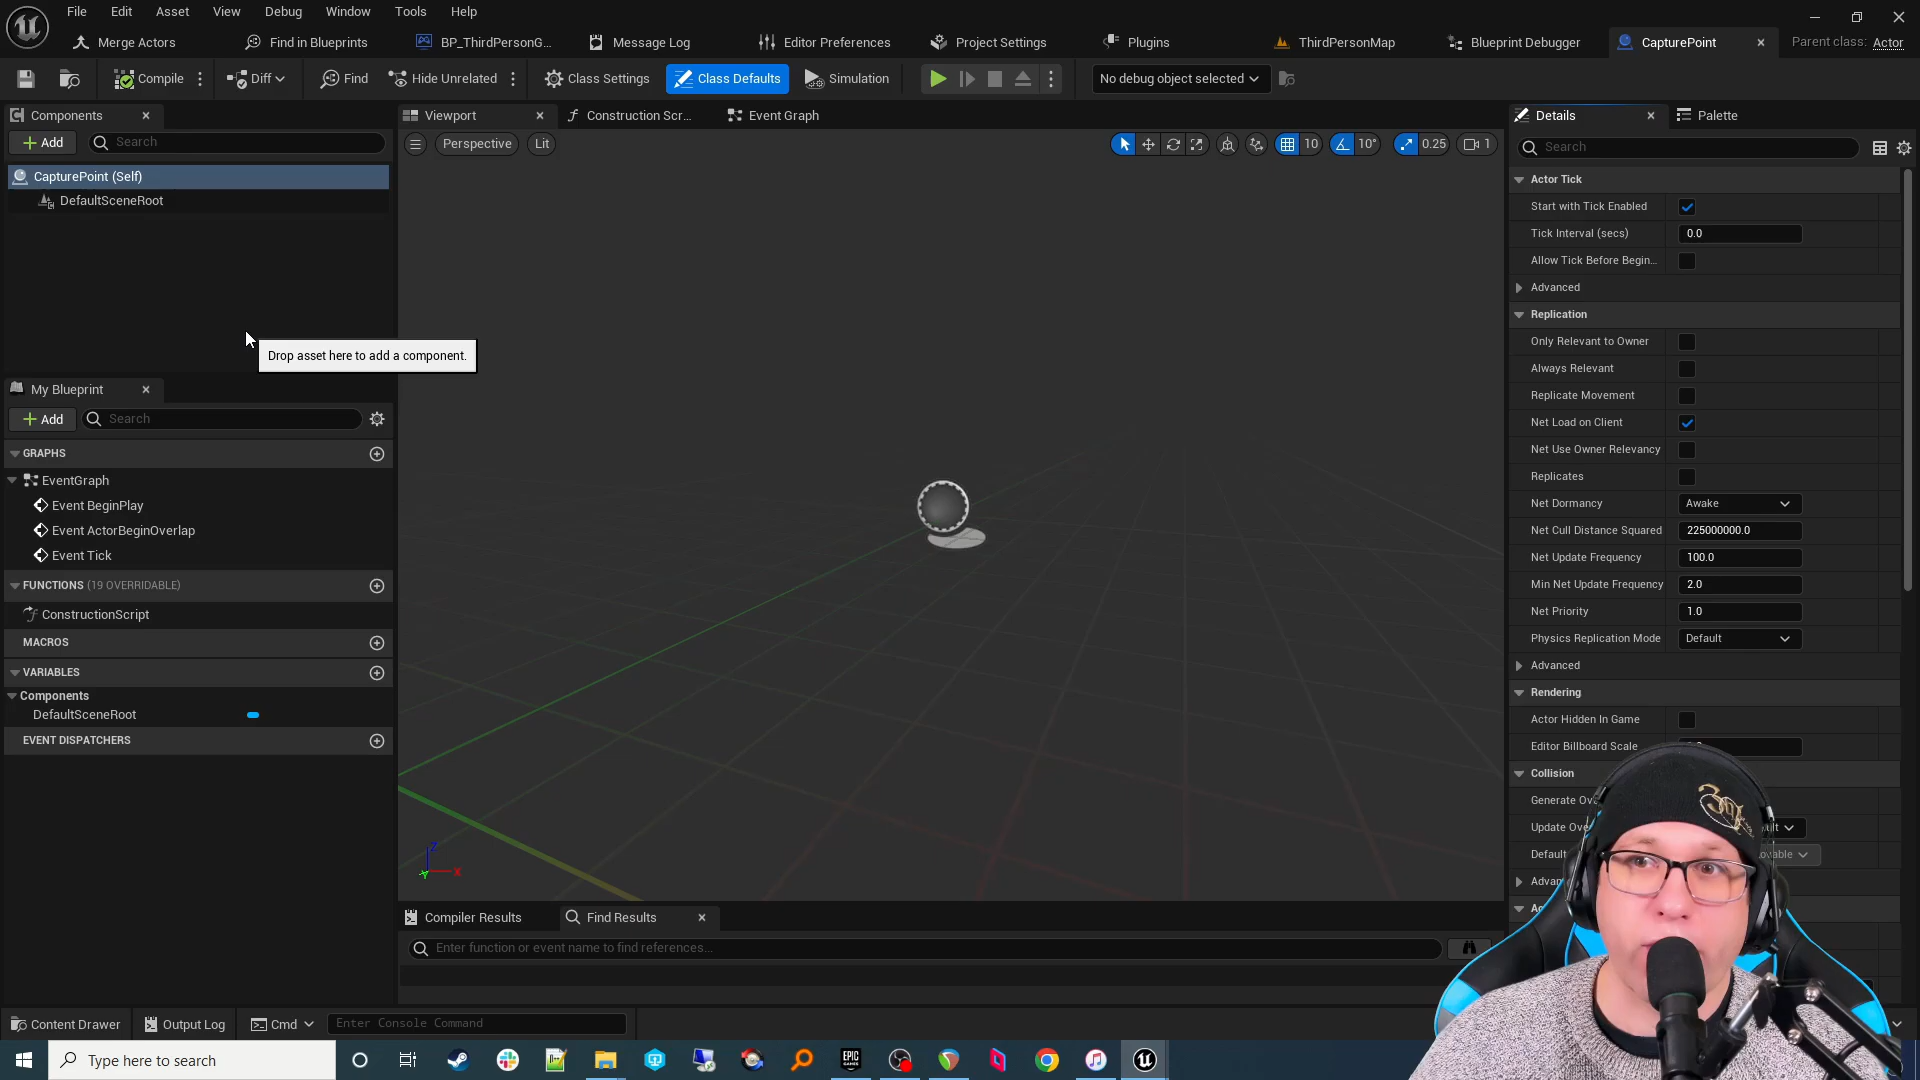 File Edit Asset View Debug Window Tools Help
Merge Actors Find in Blueprints BP_ThirdPersonG... Message Log Editor Preferences Project Settings Plugins ThirdPersonMap Blueprint Debugger CapturePoint Parent class: Actor
Compile Diff Find Hide Unrelated Class Settings Class Defaults Simulation No debug object selected
Components
Add Search
CapturePoint (Self)
DefaultSceneRoot
Drop asset here to add a component.
My Blueprint
Add Search
GRAPHS
EventGraph
Event BeginPlay
Event ActorBeginOverlap
Event Tick
FUNCTIONS (19 OVERRIDABLE)
ConstructionScript
MACROS
VARIABLES
Components
DefaultSceneRoot
EVENT DISPATCHERS
Viewport Construction Scr... Event Graph
Perspective Lit 10 10° 0.25 1
Z
X
Y
Compiler Results Find Results
Enter function or event name to find references...
Details Palette
Search
Actor Tick
Start with Tick Enabled
Tick Interval (secs) 0.0
Allow Tick Before Begin...
Advanced
Replication
Only Relevant to Owner
Always Relevant
Replicate Movement
Net Load on Client
Net Use Owner Relevancy
Replicates
Net Dormancy Awake
Net Cull Distance Squared 225000000.0
Net Update Frequency 100.0
Min Net Update Frequency 2.0
Net Priority 1.0
Physics Replication Mode Default
Advanced
Rendering
Actor Hidden In Game
Editor Billboard Scale
Collision
Generate
Default
Content Drawer Output Log Cmd Enter Console Command
Type here to search EPIC GAMES